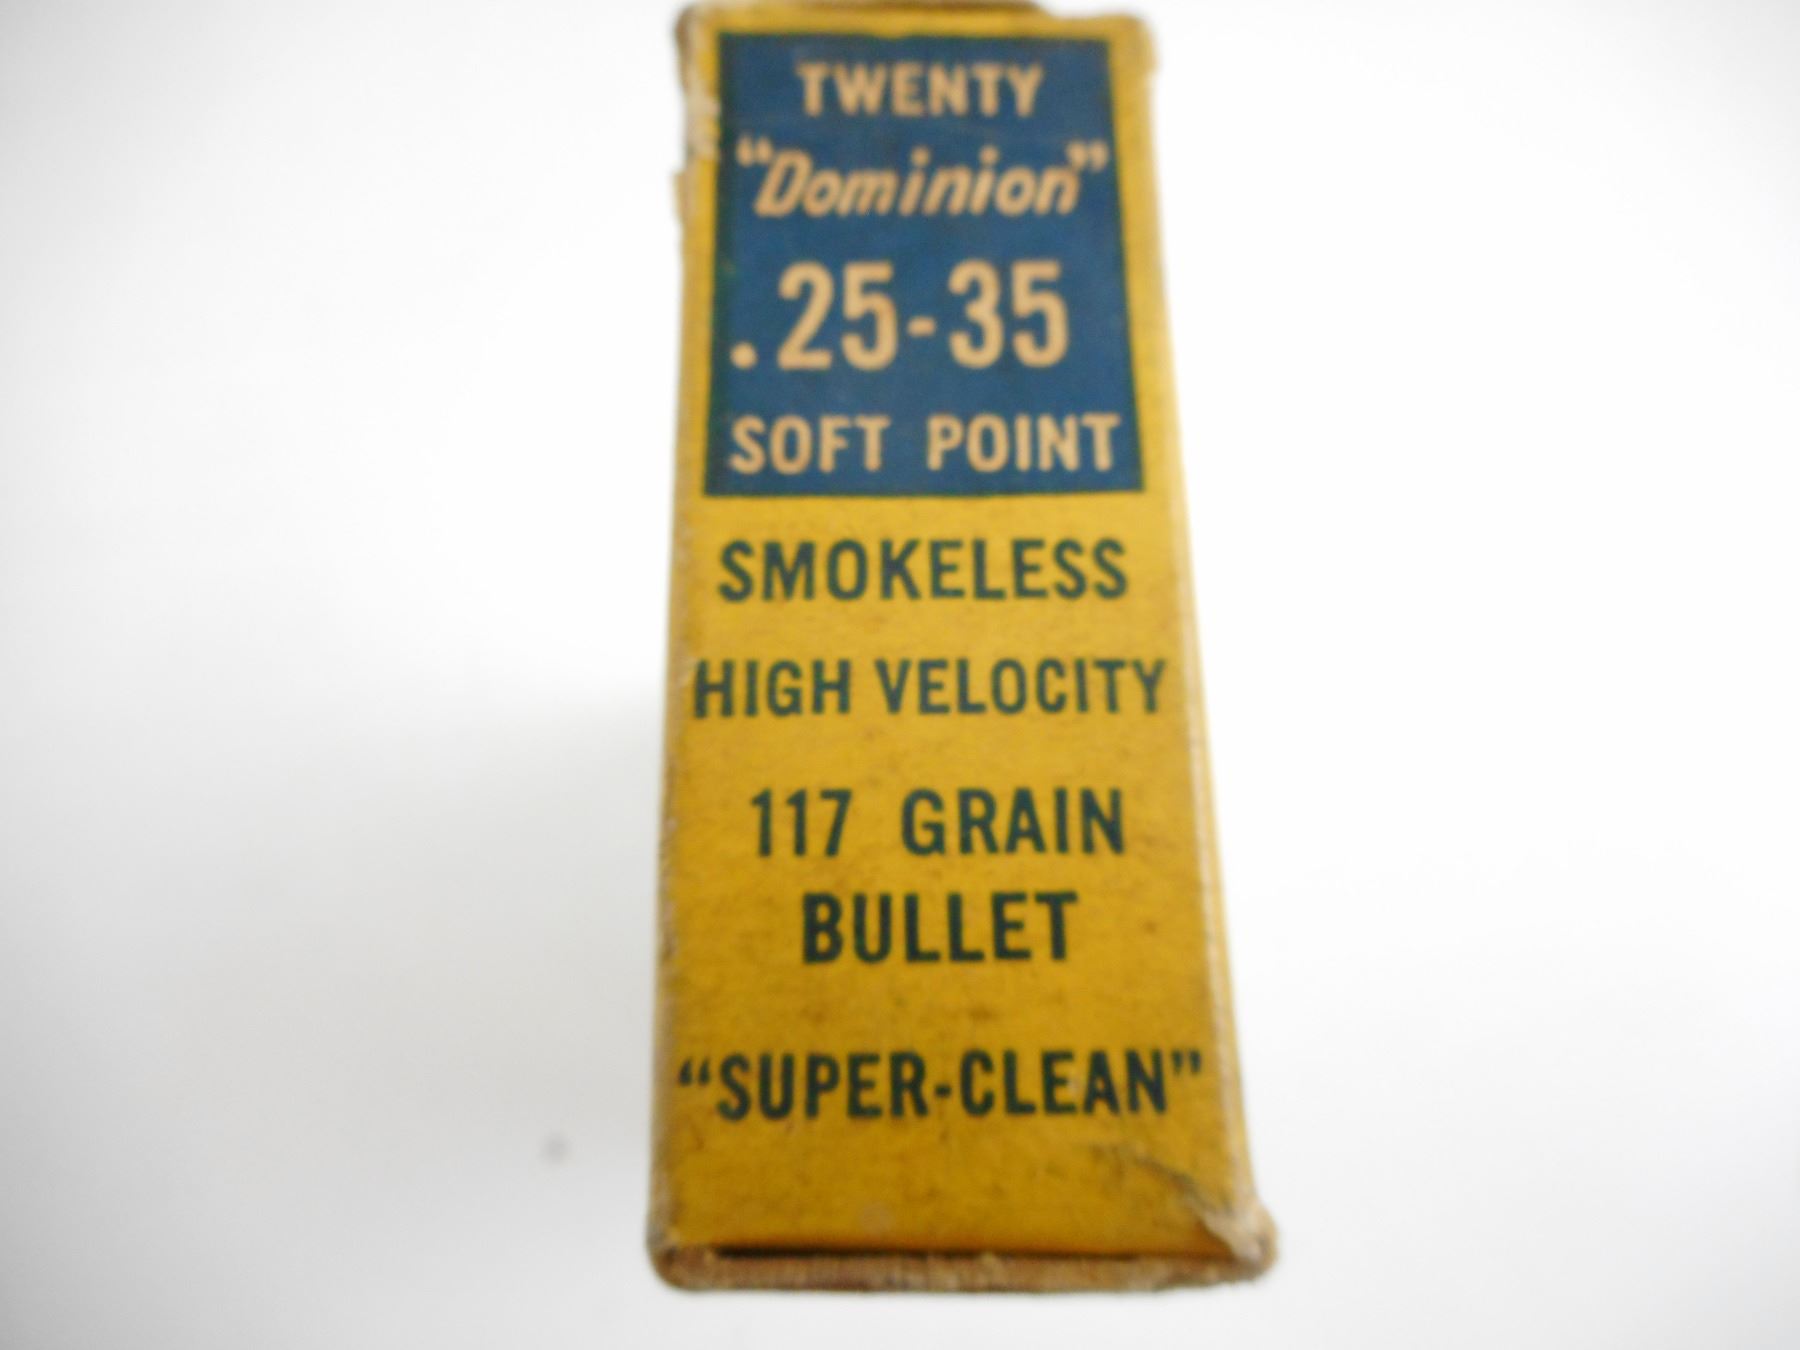 TWENTY
"Dominion"
.25-35
SOFT POINT
SMOKELESS
HIGH VELOCITY
117 GRAIN
BULLET
"SUPER-CLEAN"